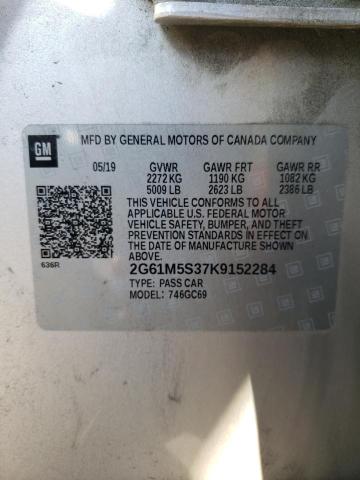 GM
MFD BY GENERAL MOTORS OF CANADA COMPANY
05/19 GVWR GAWR FRT GAWR RR
2272 KG 1190 KG 1082 KG
5009 LB 2623 LB 2386 LB
THIS VEHICLE CONFORMS TO ALL
APPLICABLE U.S. FEDERAL MOTOR
VEHICLE SAFETY, BUMPER, AND THEFT
PREVENTION STANDARDS IN EFFECT
ON THE DATE OF MANUFACTURE SHOWN
ABOVE.
636R
2G61M5S37K9152284
TYPE: PASS CAR
MODEL: 746GC69